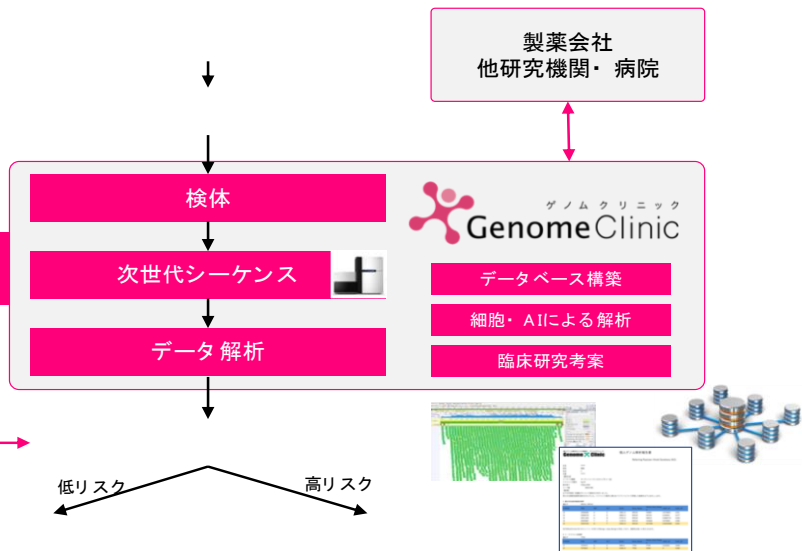 製薬会社
他研究機関・病院
検体
次世代シーケンス
データ解析
ゲノムクリニック
GenomeClinic
データベース構築
細胞・AIによる解析
臨床研究考案
Genome Clinic
低リスク
高リスク